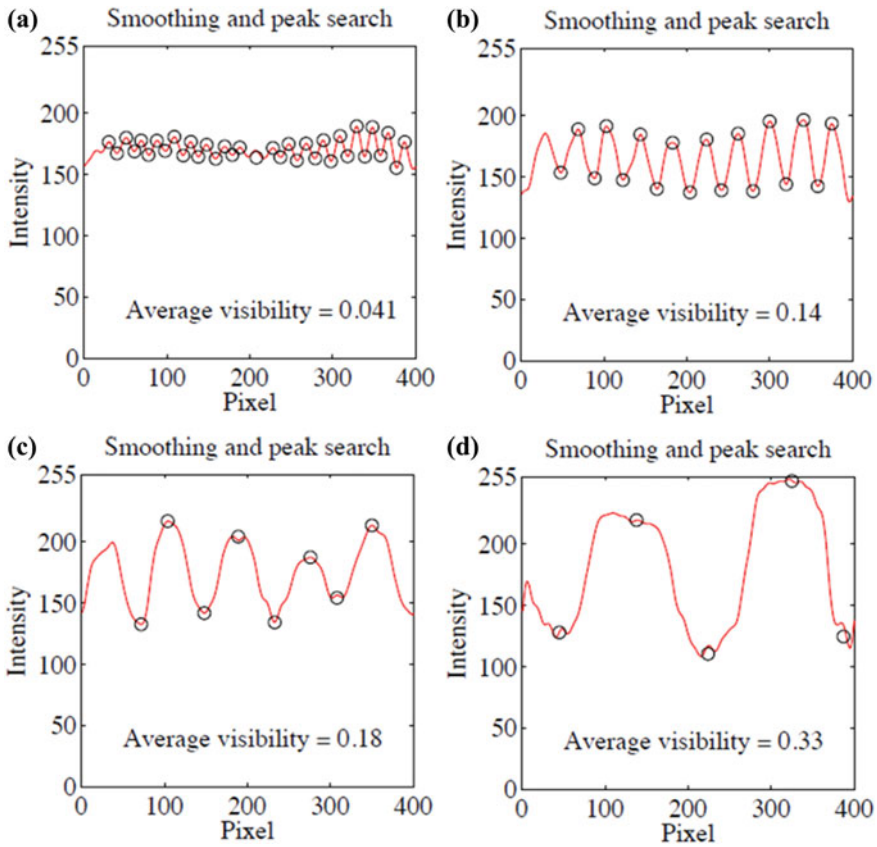 (a) Smoothing and peak search
255
200
150
100
50
0
Intensity
Average visibility = 0.041
0 100 200 300 400
Pixel
(b) Smoothing and peak search
255
200
150
100
50
0
Intensity
Average visibility = 0.14
0 100 200 300 400
Pixel
(c) Smoothing and peak search
255
200
150
100
50
0
Intensity
Average visibility = 0.18
0 100 200 300 400
Pixel
(d) Smoothing and peak search
255
200
150
100
50
0
Intensity
Average visibility = 0.33
0 100 200 300 400
Pixel